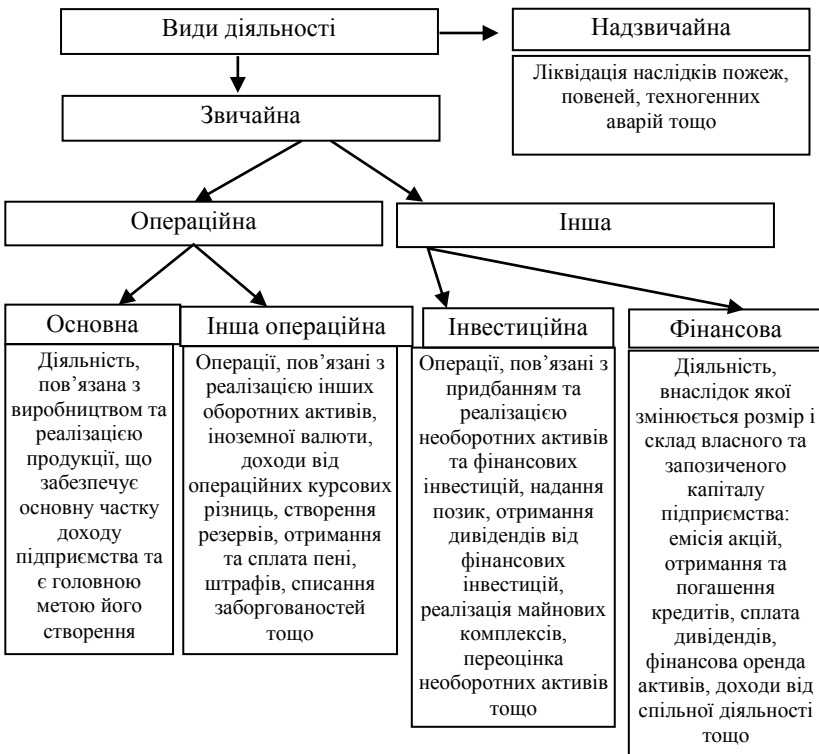 Види діяльності
Надзвичайна
Ліквідація наслідків пожеж,
повеней, техногенних
аварій тощо
Звичайна
Операційна
Інша
Основна
Діяльність,
пов’язана з
виробництвом та
реалізацією
продукції, що
забезпечує
основну частку
доходу
підприємства та
є головною
метою його
створення
Інша операційна
Операції, пов’язані з
реалізацією інших
оборотних активів,
іноземної валюти,
доходи від
операційних курсових
різниць, створення
резервів, отримання
та сплата пені,
штрафів, списання
заборгованостей
тощо
Інвестиційна
Операції, пов’язані з
придбанням та
реалізацією
необоротних активів
та фінансових
інвестицій, надання
позик, отримання
дивидендів від
фінансових
інвестицій,
реалізація майнових
комплексів,
переоцінка
необоротних активів
тощо
Фінансова
Діяльність,
внаслідок якої
змінюється розмір і
склад власного та
запозиченого
капіталу
підприємства:
емісія акцій,
отримання та
погашення
кредитів, сплата
дивідендів,
фінансова оренда
активів, доходи від
спільної діяльності
тощо